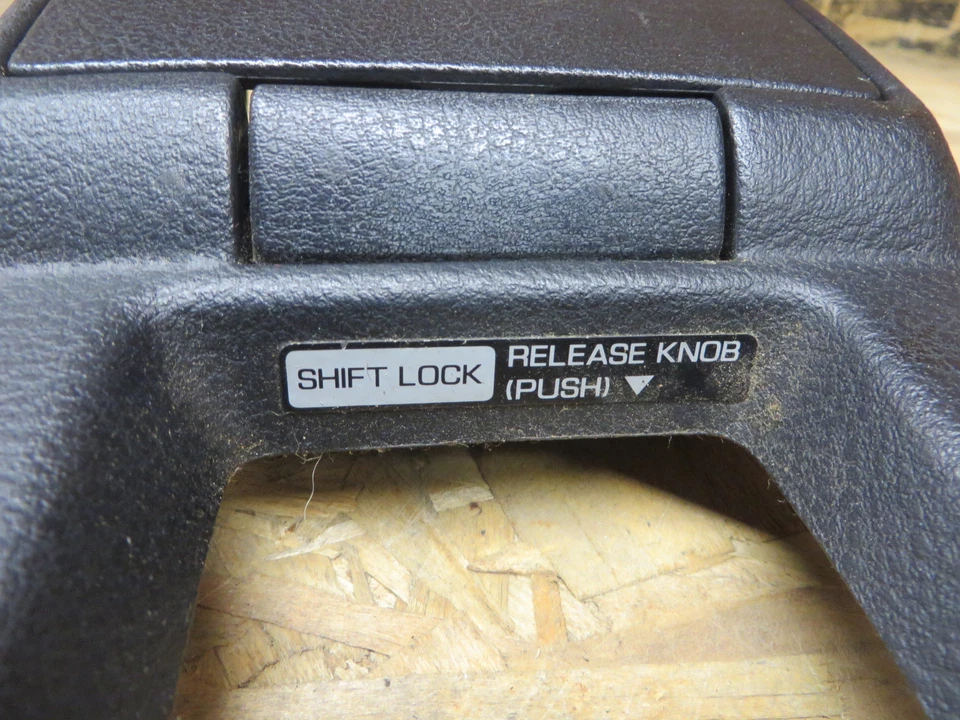 SHIFT LOCK
RELEASE KNOB
(PUSH) ▼